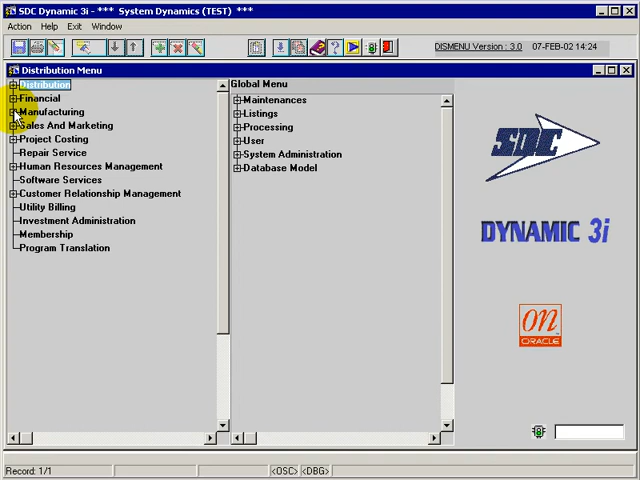 SDC Dynamic 3i - *** System Dynamics (TEST) ***
Action Help Exit Window
DISMENU Version : 3.0 07-FEB-02 14:24
Distribution Menu
Distribution
Financial
Manufacturing
Sales And Marketing
Project Costing
Repair Service
Human Resources Management
Software Services
Customer Relationship Management
Utility Billing
Investment Administration
Membership
Program Translation
Global Menu
Maintenances
Listings
Processing
User
System Administration
Database Model
SDC
DYNAMIC 3i
on
ORACLE
Record: 1/1 <OSC> <DBG>